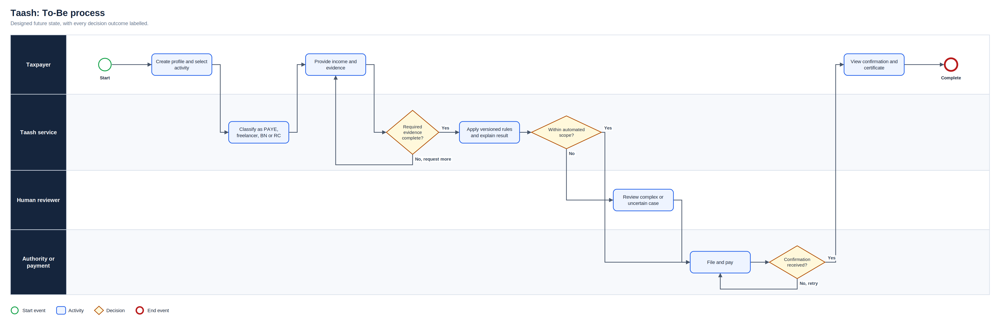 Taash: To-Be process
Designed future state, with every decision outcome labelled.
Taxpayer
Start
Create profile and select
activity
Provide income and
evidence
View confirmation and
certificate
Complete
Taash service
Classify as PAYE,
freelancer, BN or RC
Required
evidence
complete?
Yes
No, request more
Apply versioned rules
and explain result
Within automated
scope?
Yes
No
Human reviewer
Review complex or
uncertain case
Authority or
payment
File and pay
Confirmation
received?
Yes
No, retry
Start event
Activity
Decision
End event